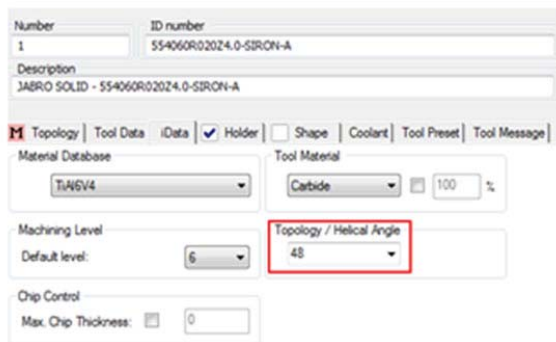 Number ID number
1 554060R020Z4.0-SIRON-A
Description
JABRO SOLID - 554060R020Z4.0-SIRON-A
M Topology Tool Data iData Holder Shape Coolant Tool Preset Tool Message
Material Database Tool Material
TiAl6V4 Carbide 100 %
Machining Level Topology / Helical Angle
Default level: 6 48
Chip Control
Max. Chip Thickness: 0